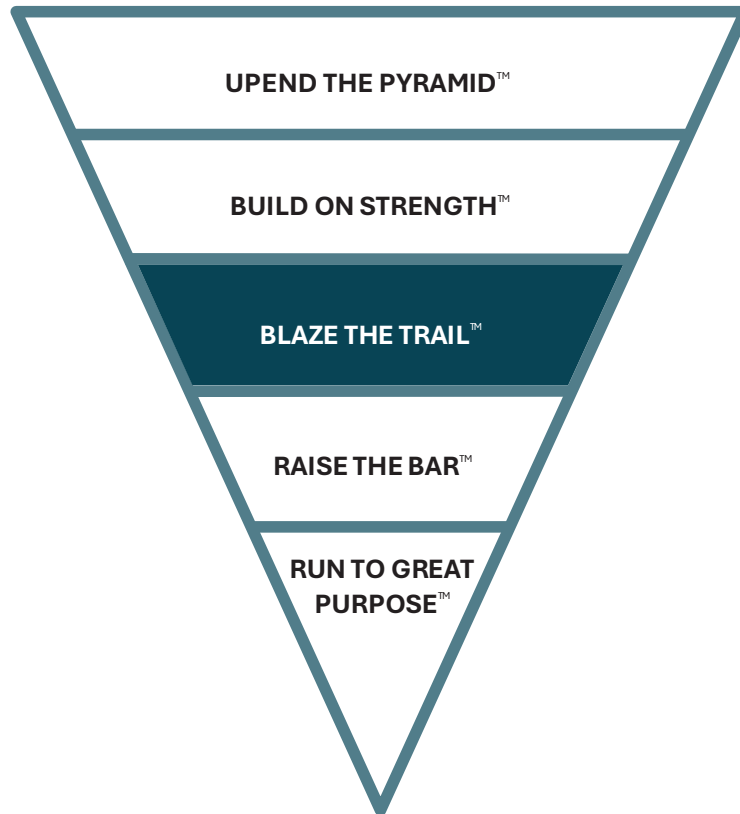 UPEND THE PYRAMID™
BUILD ON STRENGTH™
BLAZE THE TRAIL™
RAISE THE BAR™
RUN TO GREAT
PURPOSE™